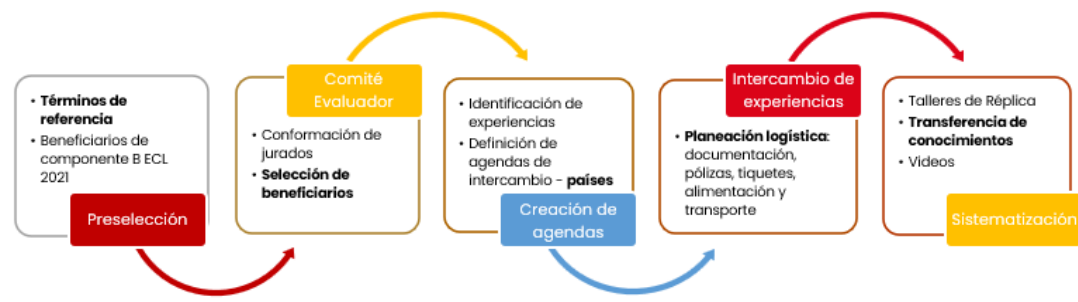 • Términos de
referencia
• Beneficiarios de
componente B ECL
2021
Preselección
Comité
Evaluador
• Conformación de
jurados
• Selección de
beneficiarios
• Identificación de
experiencias
• Definición de
agendas de
intercambio - países
Creación de
agendas
Intercambio de
experiencias
• Planeación logística:
documentación,
pólizas, tiquetes,
alimentación y
transporte
• Talleres de Réplica
• Transferencia de
conocimientos
• Videos
Sistematización